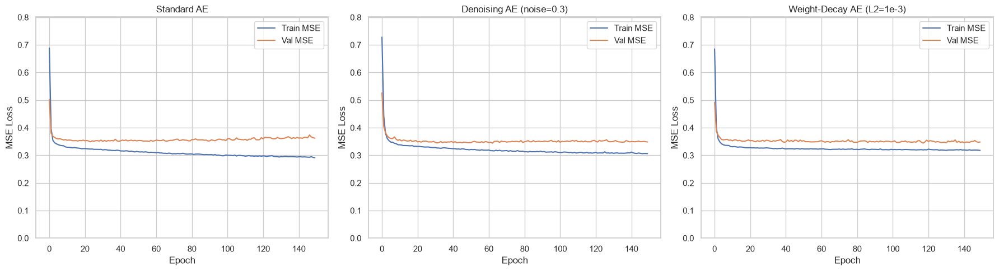 Standard AE
MSE Loss
0.8
0.7
0.6
0.5
0.4
0.3
0.2
0.1
0.0
Train MSE
Val MSE
0 20 40 60 80 100 120 140
Epoch
Denoising AE (noise=0.3)
MSE Loss
0.8
0.7
0.6
0.5
0.4
0.3
0.2
0.1
0.0
Train MSE
Val MSE
0 20 40 60 80 100 120 140
Epoch
Weight-Decay AE (L2=1e-3)
MSE Loss
0.8
0.7
0.6
0.5
0.4
0.3
0.2
0.1
0.0
Train MSE
Val MSE
0 20 40 60 80 100 120 140
Epoch